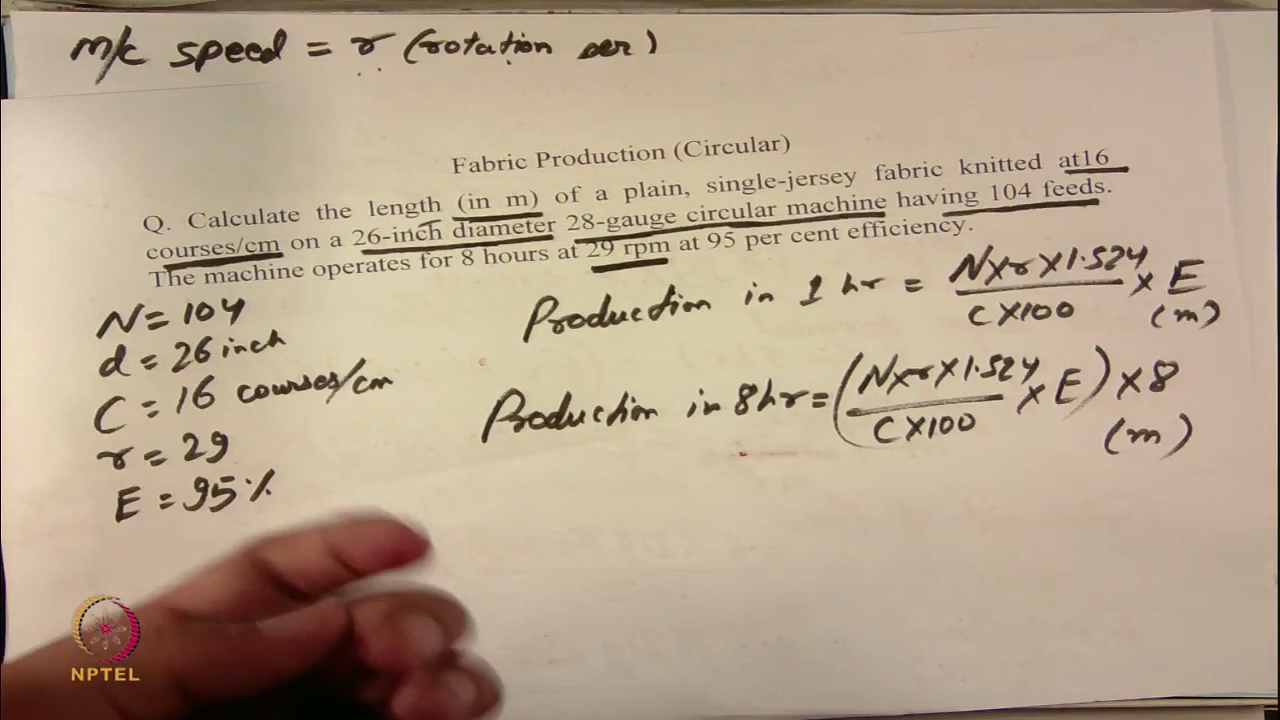 m/c speed = r (rotation
Fabric Production (Circular)
Q. Calculate the length (in m) of a plain, single-jersey fabric knitted at16
courses/cm on a 26-inch diameter 28-gauge circular machine having 104 feeds.
The machine operates for 8 hours at 29 rpm at 95 per cent efficiency.
N = 104
d = 26 inch
C = 16 courses/cm
r = 29
E = 95%
Production in 1 hr = N×r×1.524 / C×100 × E (m)
Production in 8 hr = (N×r×1.524 / C×100 × E) × 8 (m)
NPTEL